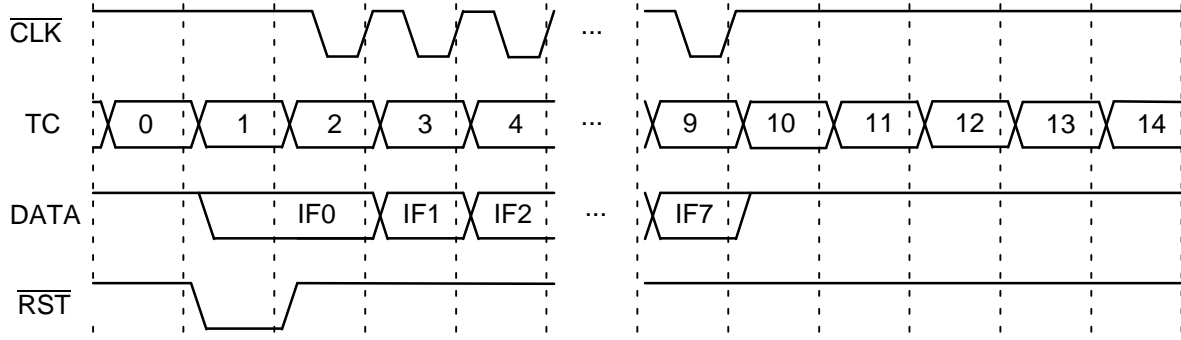 CLK ...
TC 0 1 2 3 4 ... 9 10 11 12 13 14
DATA IF0 IF1 IF2 ... IF7
RST